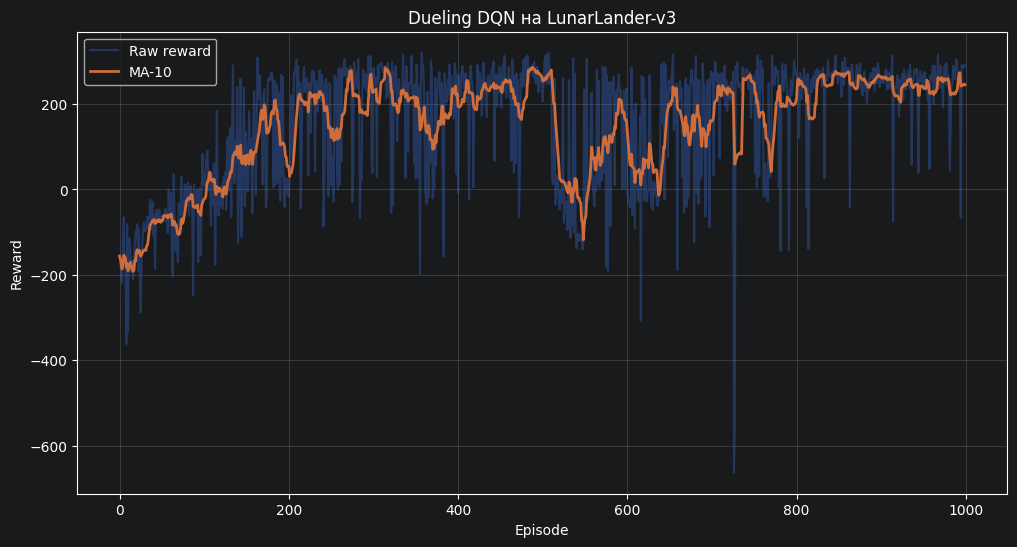 Dueling DQN на LunarLander-v3
Raw reward
MA-10
200
0
−200
−400
−600
Reward
0
200
400
600
800
1000
Episode